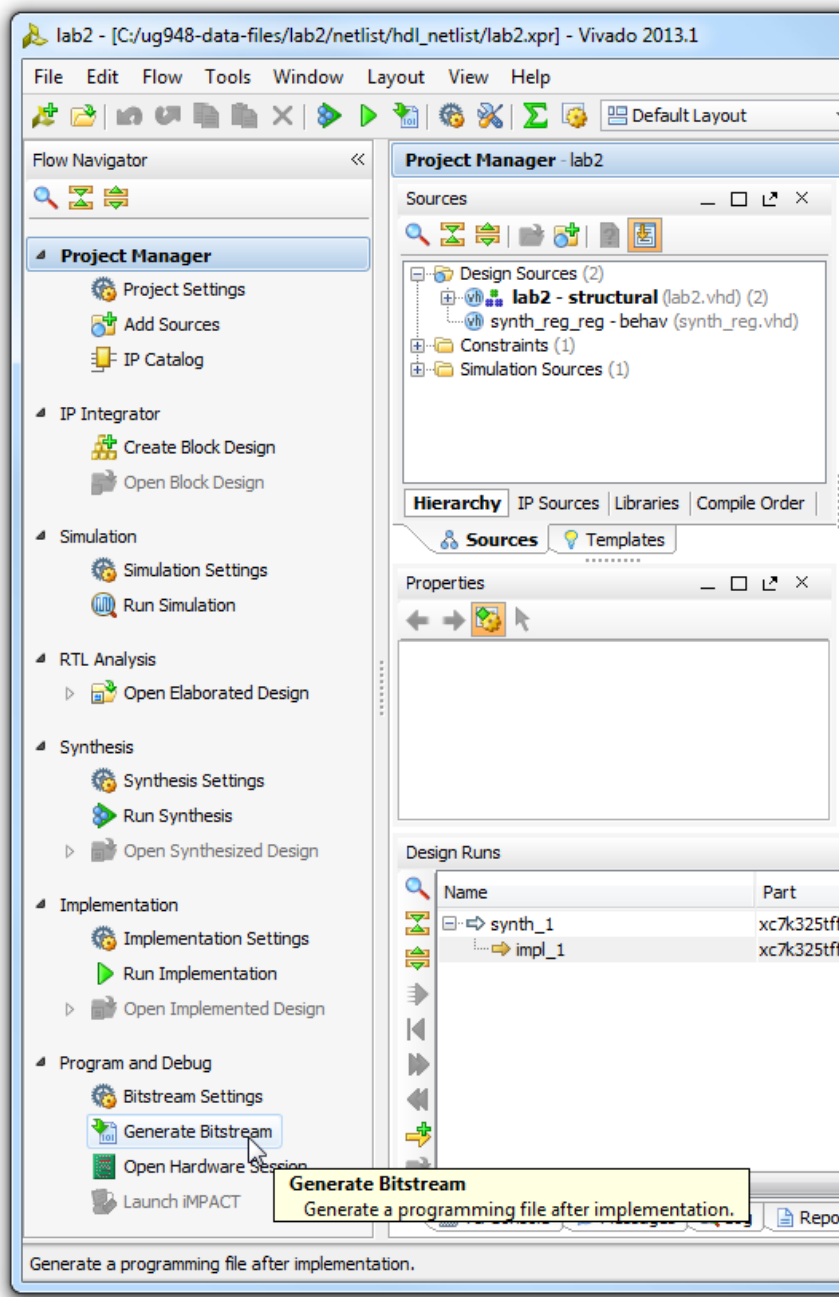 lab2 - [C:/ug948-data-files/lab2/netlist/hdl_netlist/lab2.xpr] - Vivado 2013.1
File Edit Flow Tools Window Layout View Help
Default Layout
Flow Navigator
Project Manager
Project Settings
Add Sources
IP Catalog
IP Integrator
Create Block Design
Open Block Design
Simulation
Simulation Settings
Run Simulation
RTL Analysis
Open Elaborated Design
Synthesis
Synthesis Settings
Run Synthesis
Open Synthesized Design
Implementation
Implementation Settings
Run Implementation
Open Implemented Design
Program and Debug
Bitstream Settings
Generate Bitstream
Open Hardware Session
Launch iMPACT
Project Manager - lab2
Sources
Design Sources (2)
lab2 - structural (lab2.vhd) (2)
synth_reg_reg - behav (synth_reg.vhd)
Constraints (1)
Simulation Sources (1)
Hierarchy IP Sources Libraries Compile Order
Sources Templates
Properties
Design Runs
Name Part
synth_1 xc7k325tff
impl_1 xc7k325tff
Generate Bitstream
Generate a programming file after implementation.
Repo
Generate a programming file after implementation.